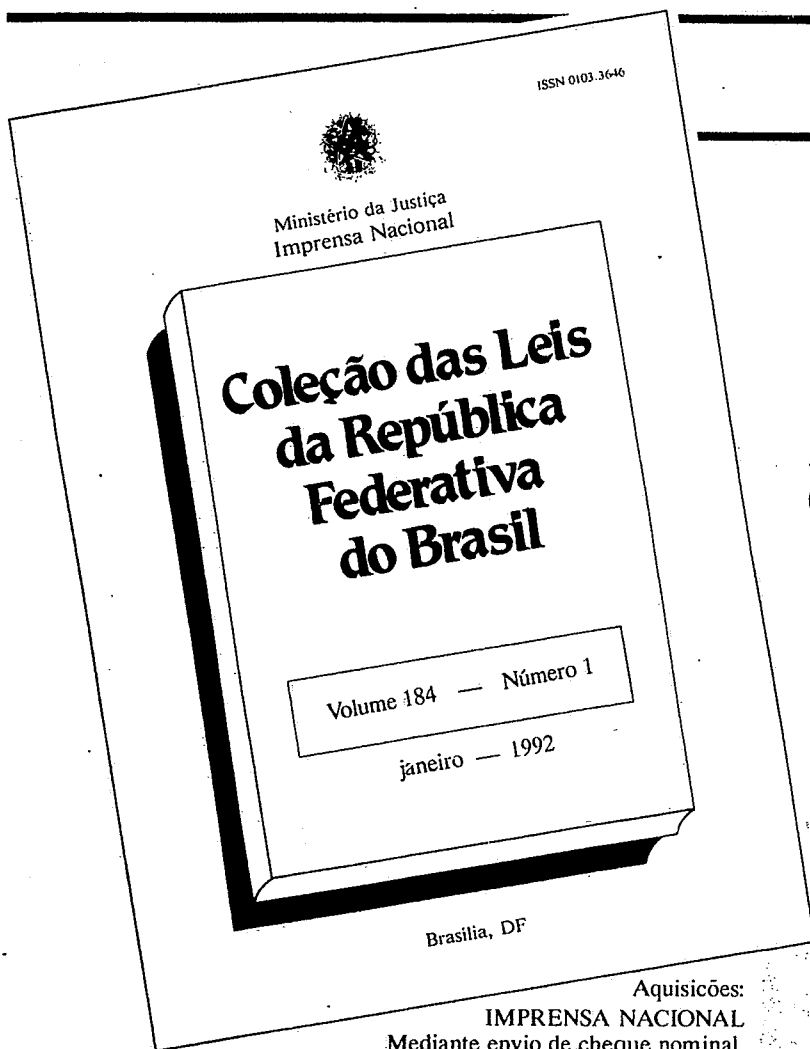 ISSN 0103.3646
Ministério da Justiça
Imprensa Nacional
Coleção das Leis
da República
Federativa
do Brasil
Volume 184 — Número 1
janeiro — 1992
Brasília, DF
Aquisicões:
IMPRENSA NACIONAL
Mediante envio de cheque nominal.